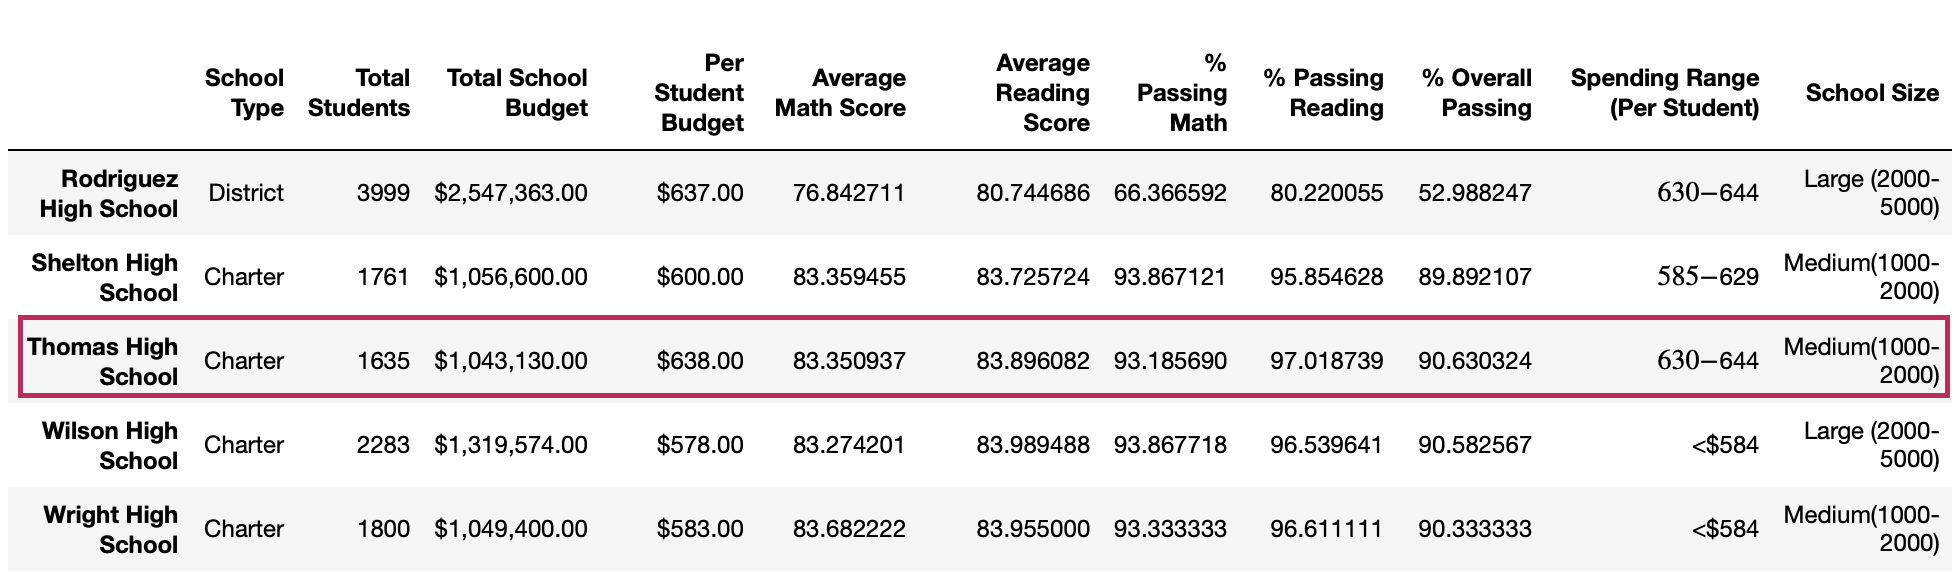 School Type Total Students Total School Budget Per Student Budget Average Math Score Average Reading Score % Passing Math % Passing Reading % Overall Passing Spending Range (Per Student) School Size
Rodriguez High School District 3999 $2,547,363.00 $637.00 76.842711 80.744686 66.366592 80.220055 52.988247 630−644 Large (2000-5000)
Shelton High School Charter 1761 $1,056,600.00 $600.00 83.359455 83.725724 93.867121 95.854628 89.892107 585−629 Medium(1000-2000)
Thomas High School Charter 1635 $1,043,130.00 $638.00 83.350937 83.896082 93.185690 97.018739 90.630324 630−644 Medium(1000-2000)
Wilson High School Charter 2283 $1,319,574.00 $578.00 83.274201 83.989488 93.867718 96.539641 90.582567 <$584 Large (2000-5000)
Wright High School Charter 1800 $1,049,400.00 $583.00 83.682222 83.955000 93.333333 96.611111 90.333333 <$584 Medium(1000-2000)